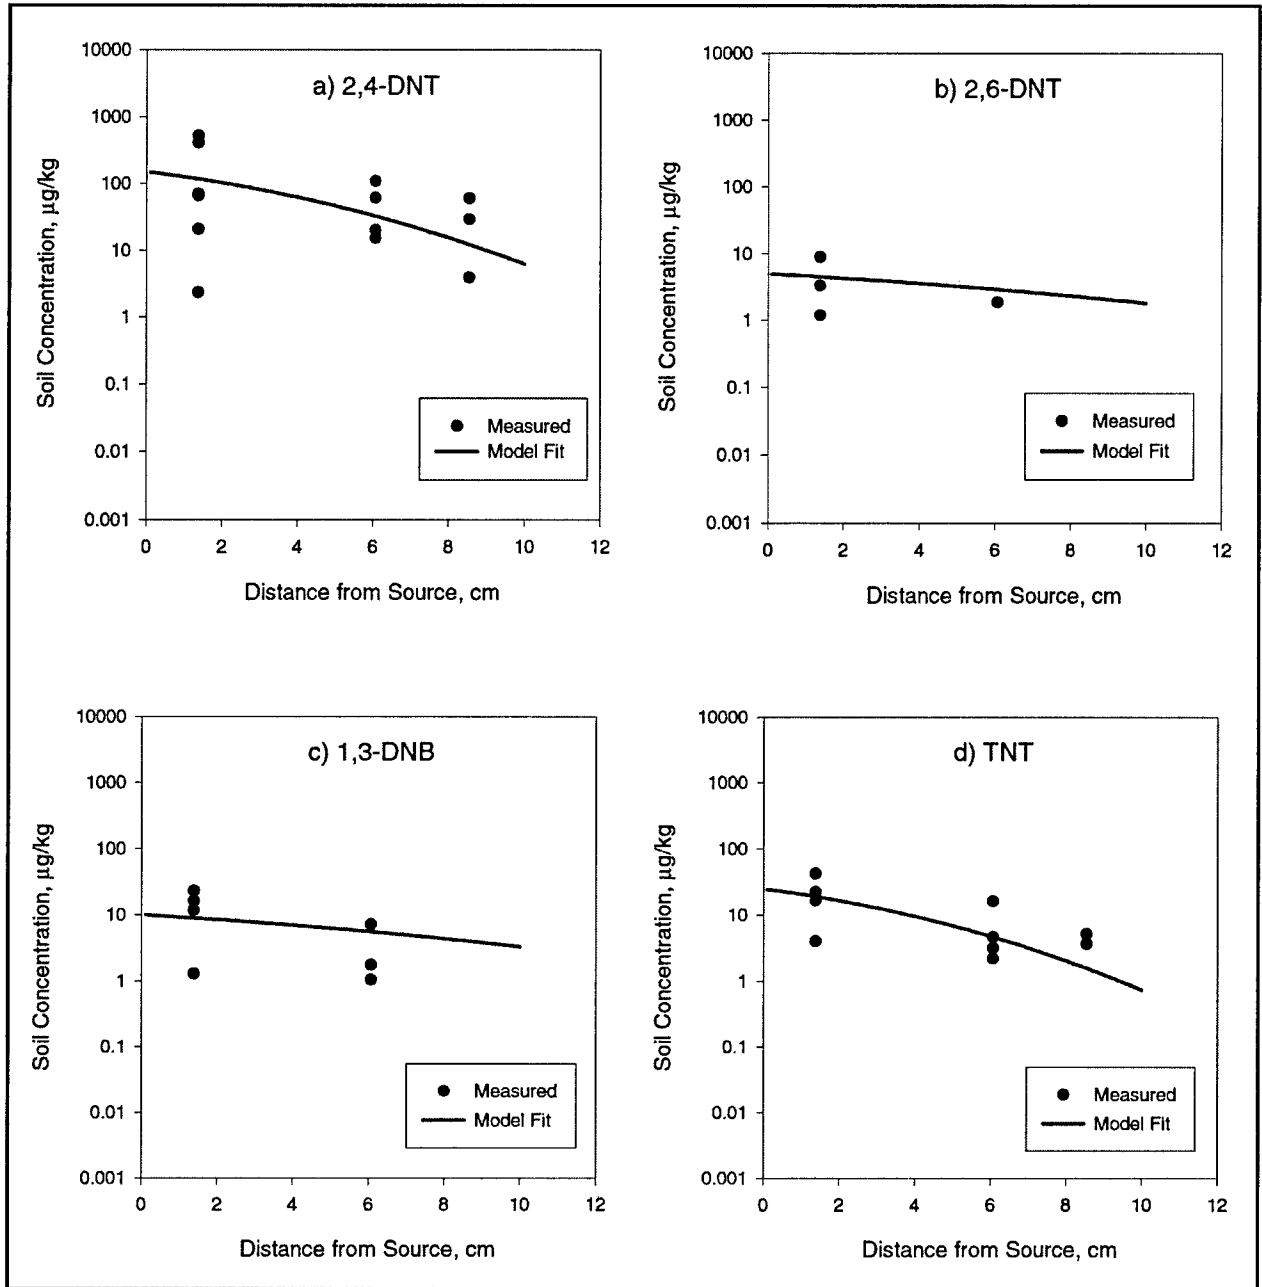 a) 2,4-DNT
10000
1000
100
10
1
0.1
0.01
0.001
Soil Concentration, µg/kg
Measured
Model Fit
0 2 4 6 8 10 12
Distance from Source, cm
b) 2,6-DNT
10000
1000
100
10
1
0.1
0.01
0.001
Soil Concentration, µg/kg
Measured
Model Fit
0 2 4 6 8 10 12
Distance from Source, cm
c) 1,3-DNB
10000
1000
100
10
1
0.1
0.01
0.001
Soil Concentration, µg/kg
Measured
Model Fit
0 2 4 6 8 10 12
Distance from Source, cm
d) TNT
10000
1000
100
10
1
0.1
0.01
0.001
Soil Concentration, µg/kg
Measured
Model Fit
0 2 4 6 8 10 12
Distance from Source, cm